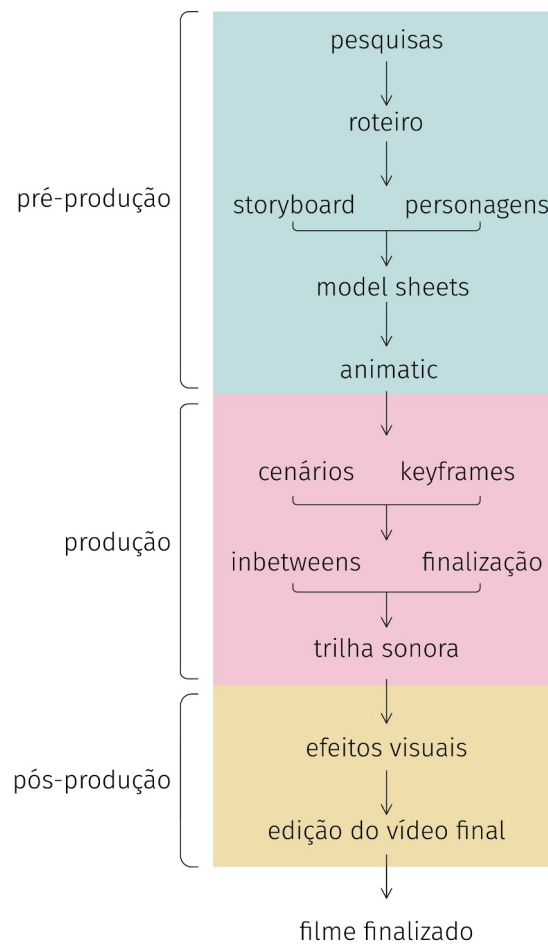 pesquisas
roteiro
pré-produção
storyboard personagens
model sheets
animatic
cenários keyframes
produção
inbetweens finalização
trilha sonora
efeitos visuais
pós-produção
edição do vídeo final
filme finalizado